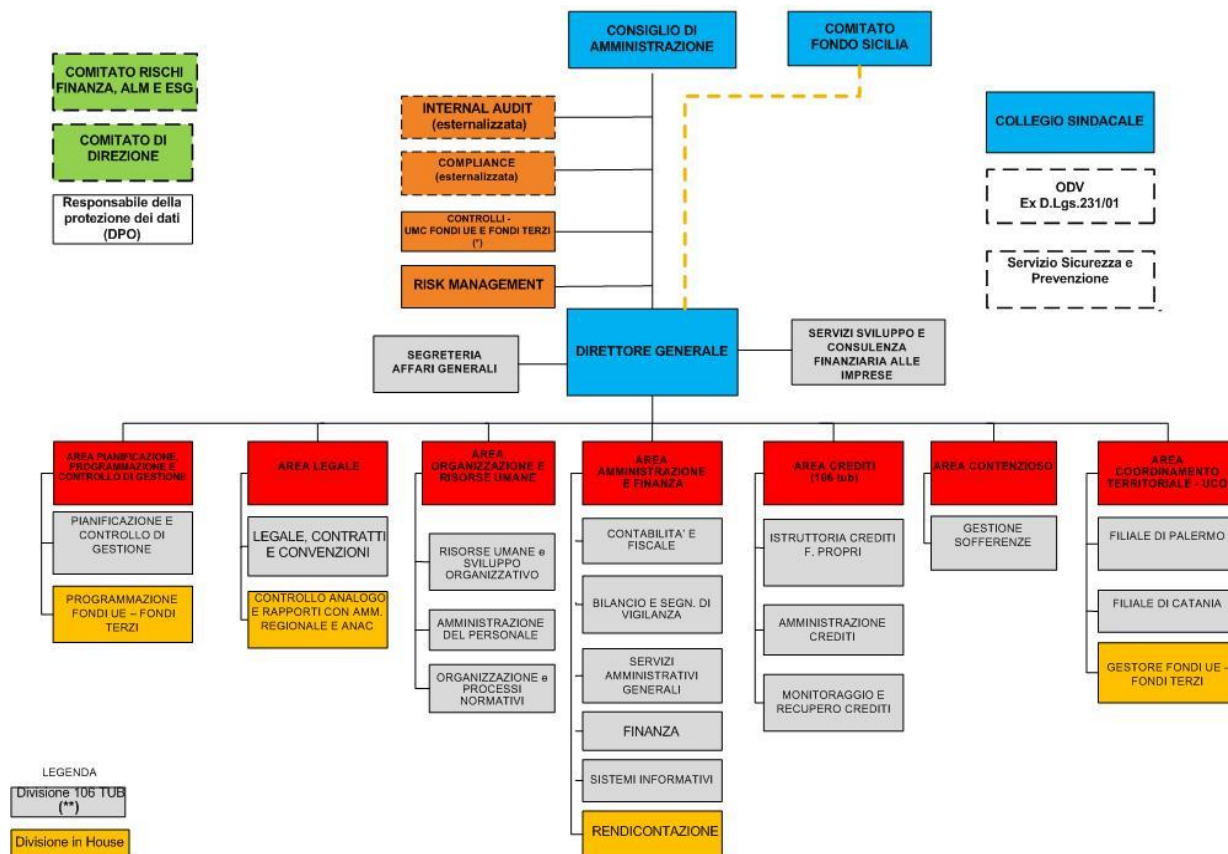 CONSIGLIO DI
AMMINISTRAZIONE
COMITATO
FONDO SICILIA
COMITATO RISCHI
FINANZA, ALM E ESG
COMITATO DI
DIREZIONE
Responsabile della
protezione dei dati
(DPO)
INTERNAL AUDIT
(esternalizzata)
COMPLIANCE
(esternalizzata)
CONTROLLI -
UMC FONDI UE E FONDI TERZI
(*)
RISK MANAGEMENT
COLLEGIO SINDACALE
ODV
Ex D.Lgs.231/01
Servizio Sicurezza e
Prevenzione
SEGRETERIA
AFFARI GENERALI
DIRETTORE GENERALE
SERVIZI SVILUPPO E
CONSULENZA
FINANZIARIA ALLE
IMPRESE
AREA PIANIFICAZIONE,
PROGRAMMAZIONE E
CONTROLLO DI GESTIONE
PIANIFICAZIONE E
CONTROLLO DI
GESTIONE
PROGRAMMAZIONE
FONDI UE – FONDI
TERZI
AREA LEGALE
LEGALE, CONTRATTI
E CONVENZIONI
CONTROLLO ANALOGO
E RAPPORTI CON AMM.
REGIONALE E ANAC
AREA
ORGANIZZAZIONE E
RISORSE UMANE
RISORSE UMANE e
SVILUPPO
ORGANIZZATIVO
AMMINISTRAZIONE
DEL PERSONALE
ORGANIZZAZIONE e
PROCESSI
NORMATIVI
AREA
AMMINISTRAZIONE
E FINANZA
CONTABILITA’ E
FISCALE
BILANCIO E SEGN. DI
VIGILANZA
SERVIZI
AMMINISTRATIVI
GENERALI
FINANZA
SISTEMI INFORMATIVI
RENDICONTAZIONE
AREA CREDITI
(106 tub)
ISTRUTTORIA CREDITI
F. PROPRI
AMMINISTRAZIONE
CREDITI
MONITORAGGIO E
RECUPERO CREDITI
AREA CONTENZIOSO
GESTIONE
SOFFERENZE
AREA
COORDINAMENTO
TERRITORIALE - UCO
FILIALE DI PALERMO
FILIALE DI CATANIA
GESTORE FONDI UE –
FONDI TERZI
LEGENDA
Divisione 106 TUB
(**)
Divisione in House